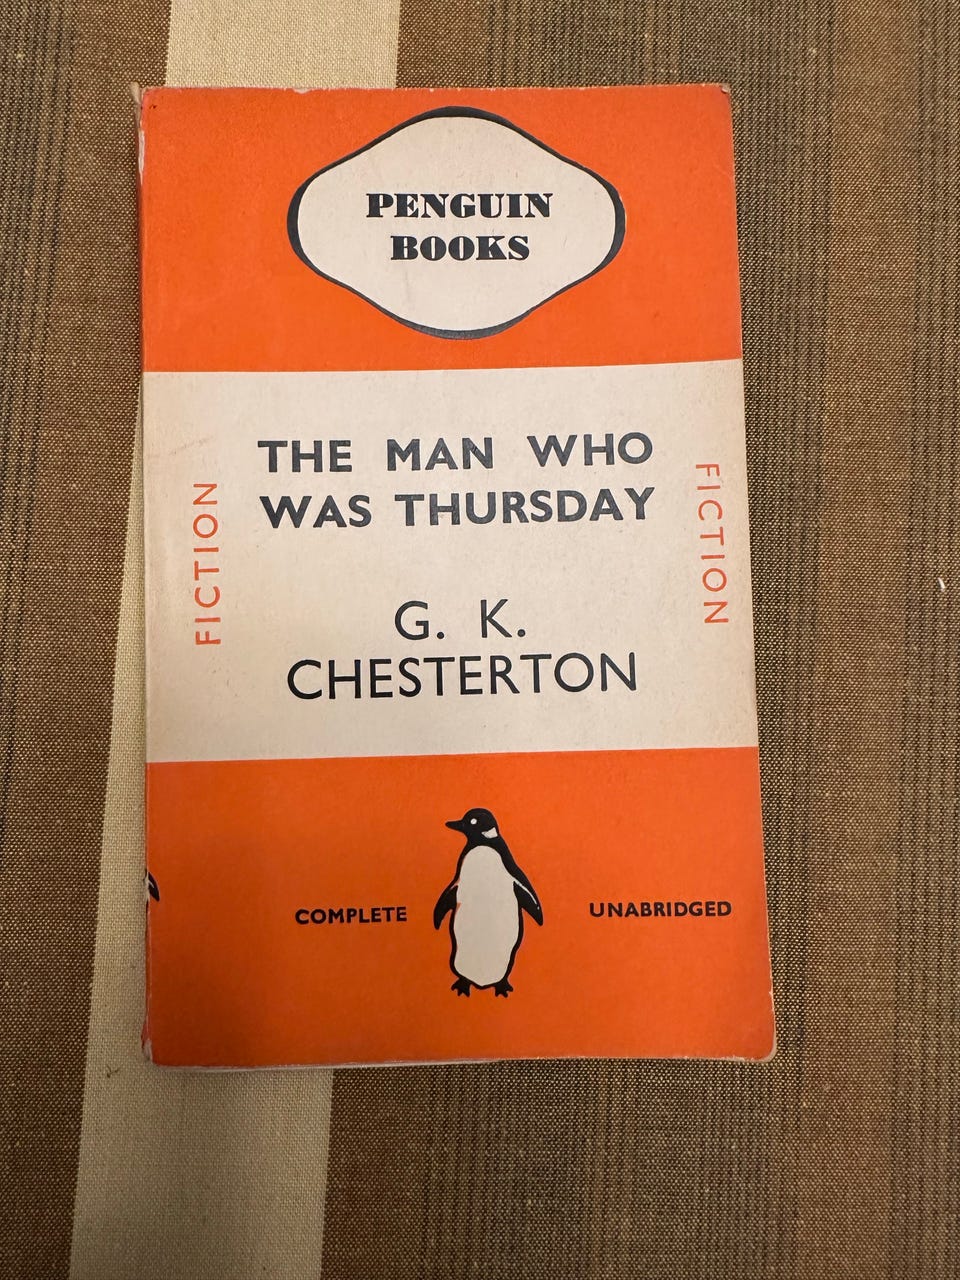 PENGUIN
BOOKS
THE MAN WHO
WAS THURSDAY
FICTION
FICTION
G. K.
CHESTERTON
COMPLETE
UNABRIDGED